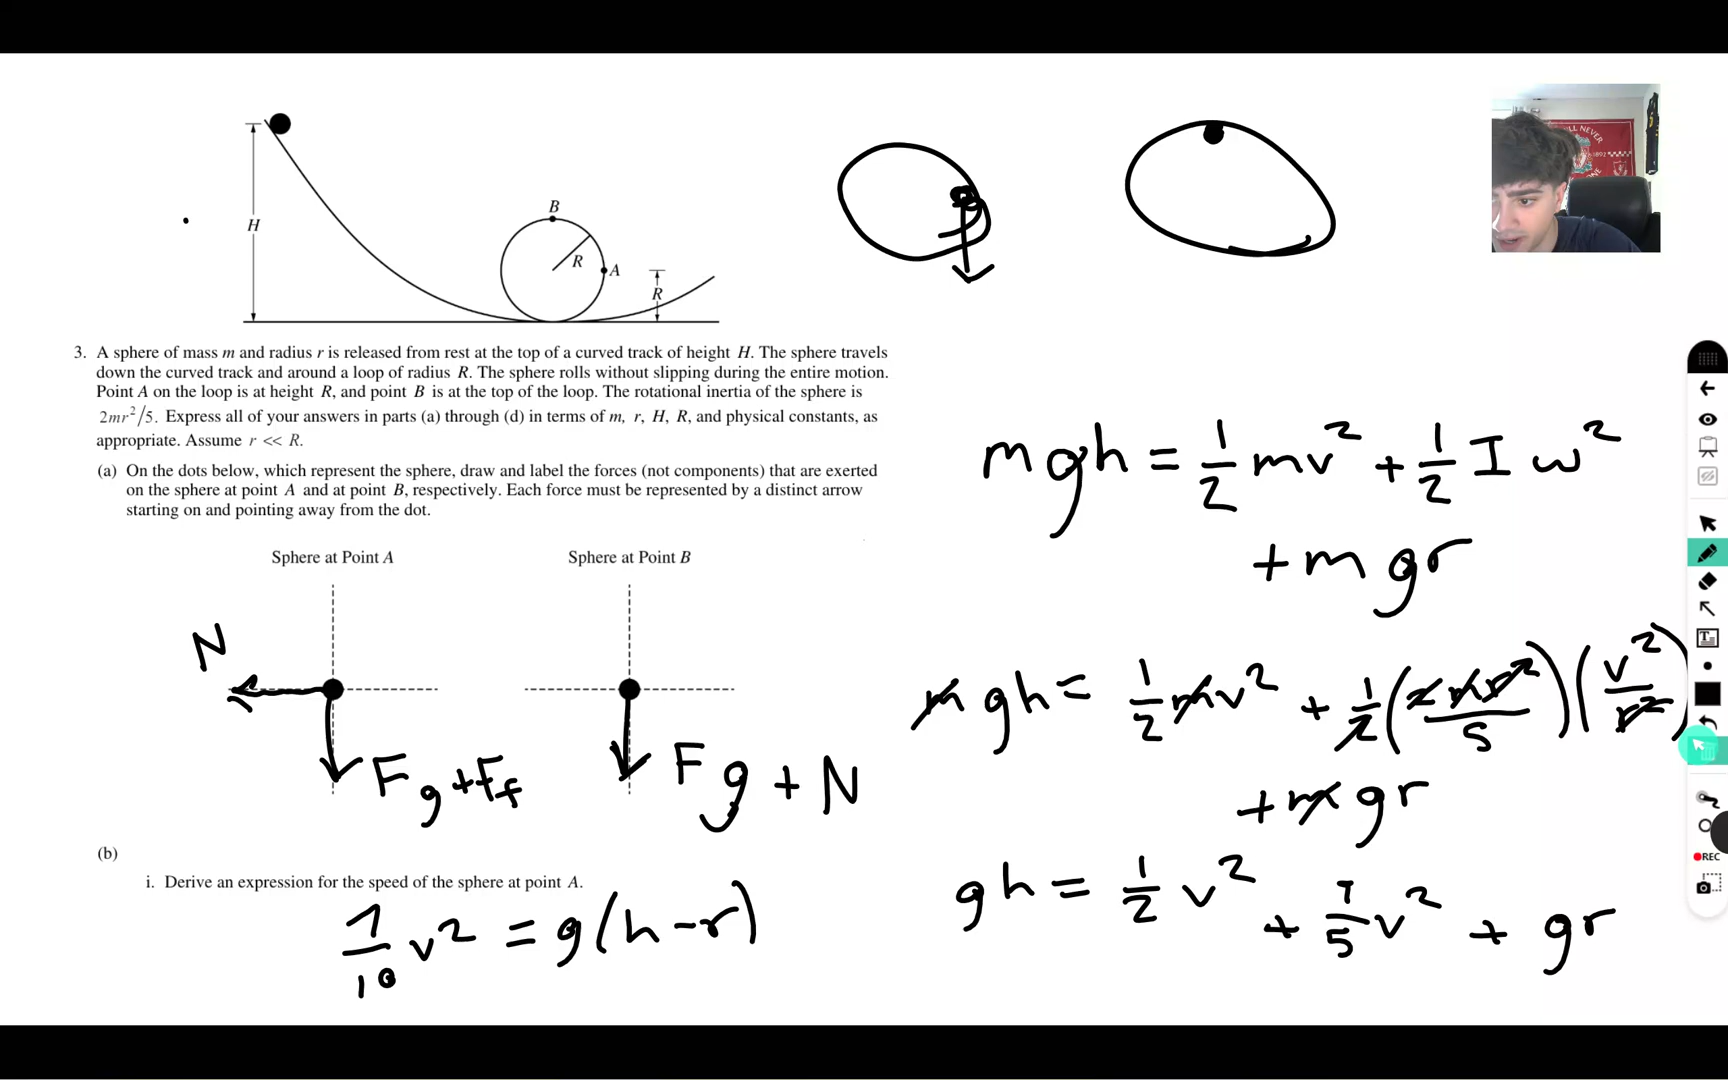 H
B
R
A
R
3. A sphere of mass m and radius r is released from rest at the top of a curved track of height H. The sphere travels
down the curved track and around a loop of radius R. The sphere rolls without slipping during the entire motion.
Point A on the loop is at height R, and point B is at the top of the loop. The rotational inertia of the sphere is
2mr²/5. Express all of your answers in parts (a) through (d) in terms of m, r, H, R, and physical constants, as
appropriate. Assume r << R.
(a) On the dots below, which represent the sphere, draw and label the forces (not components) that are exerted
on the sphere at point A and at point B, respectively. Each force must be represented by a distinct arrow
starting on and pointing away from the dot.
Sphere at Point A
Sphere at Point B
N
Fg+Ff
Fg + N
(b)
i. Derive an expression for the speed of the sphere at point A.
7/10 v² = g(h-r)
mgh = 1/2 mv² + 1/2 I ω²
+ mgr
mgh = 1/2 mv² + 1/2 (2mr²/5)(v²/r²)
+ mgr
gh = 1/2 v² + 1/5 v² + gr
REC